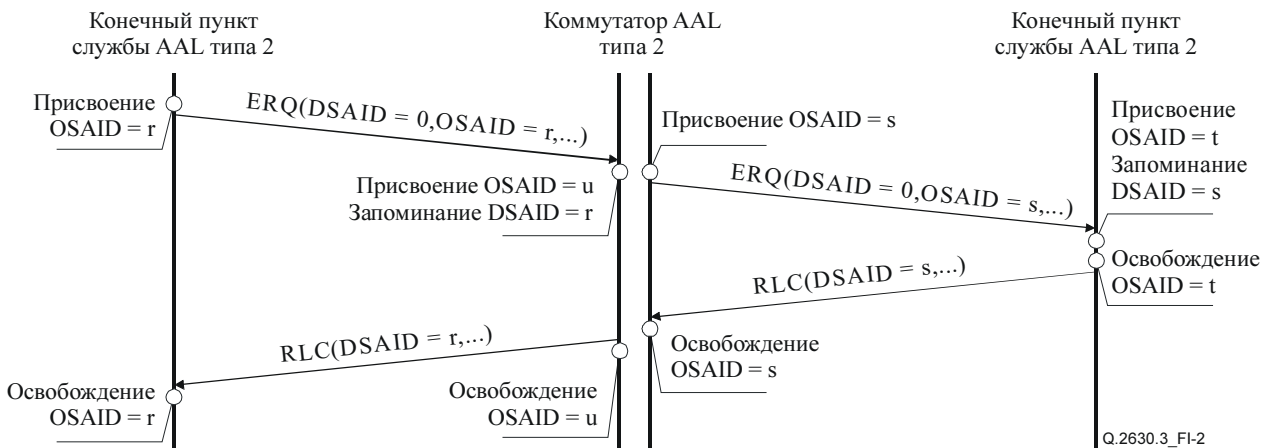 Конечный пункт
службы AAL типа 2
Коммутатор AAL
типа 2
Конечный пункт
службы AAL типа 2
Присвоение
OSAID = r
ERQ(DSAID = 0,OSAID = r,...)
Присвоение OSAID = s
Присвоение
OSAID = t
Запоминание
DSAID = s
Присвоение OSAID = u
Запоминание DSAID = r
ERQ(DSAID = 0,OSAID = s,...)
Освобождение
OSAID = t
RLC(DSAID = s,...)
Освобождение
OSAID = s
RLC(DSAID = r,...)
Освобождение
OSAID = u
Освобождение
OSAID = r
Q.2630.3_FI-2